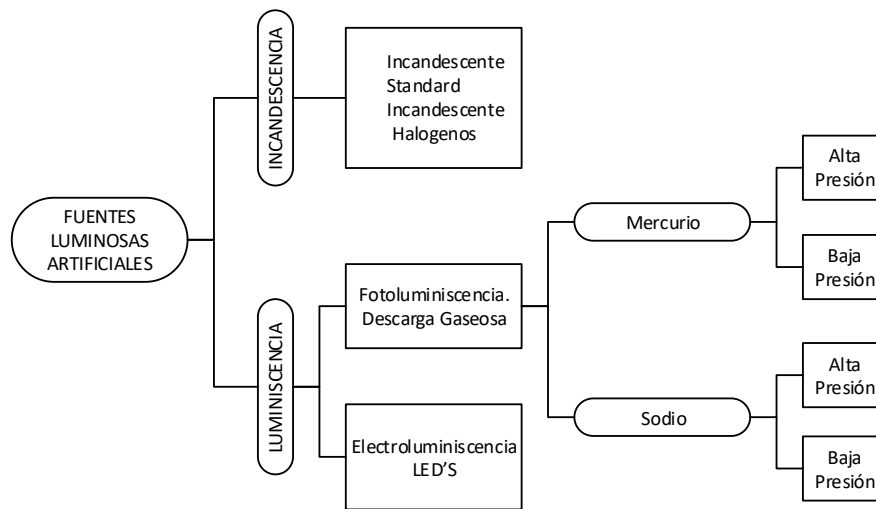 FUENTES
LUMINOSAS
ARTIFICIALES
INCANDESCENCIA
Incandescente
Standard
Incandescente
Halogenos
LUMINISCENCIA
Fotoluminiscencia.
Descarga Gaseosa
Electroluminiscencia
LED'S
Mercurio
Alta
Presión
Baja
Presión
Sodio
Alta
Presión
Baja
Presión